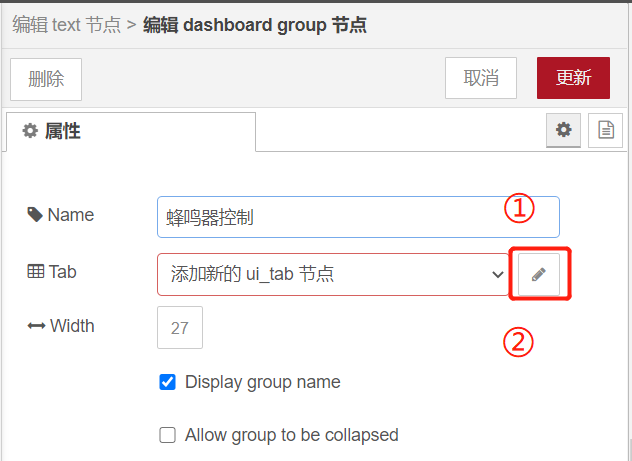 编辑 text 节点 > 编辑 dashboard group 节点
删除 取消 更新
属性
Name 蜂鸣器控制 ①
Tab 添加新的 ui_tab 节点
Width 27 ②
Display group name
Allow group to be collapsed